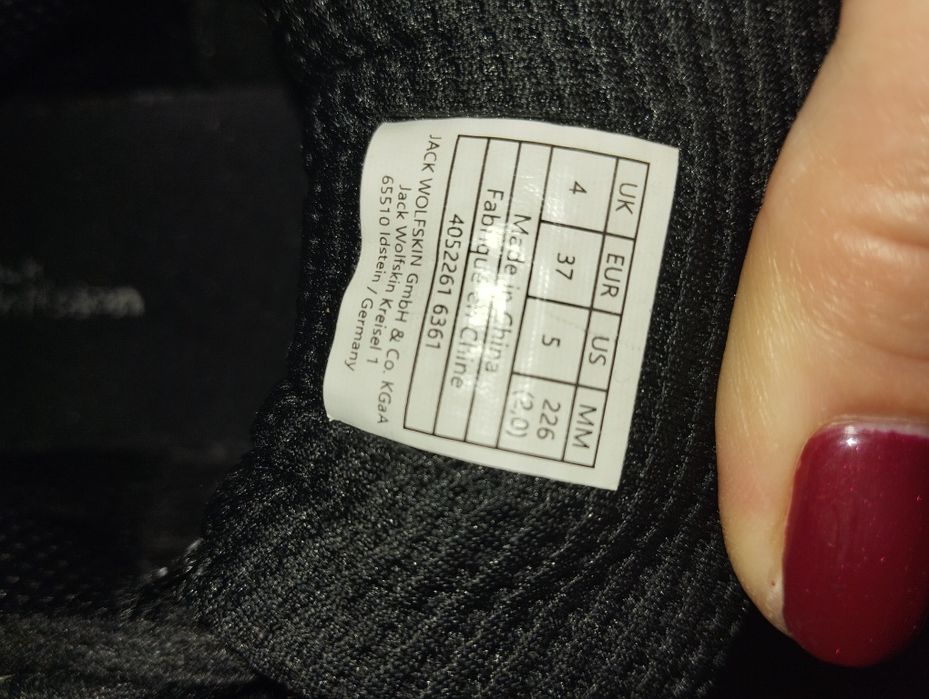 UK EUR US MM
4 37 5 226
(2,0)
Made in China
Fabriqué en Chine
4052261 6361
JACK WOLFSKIN GmbH & Co. KGaA
Jack Wolfskin Kreisel 1
65510 Idstein / Germany